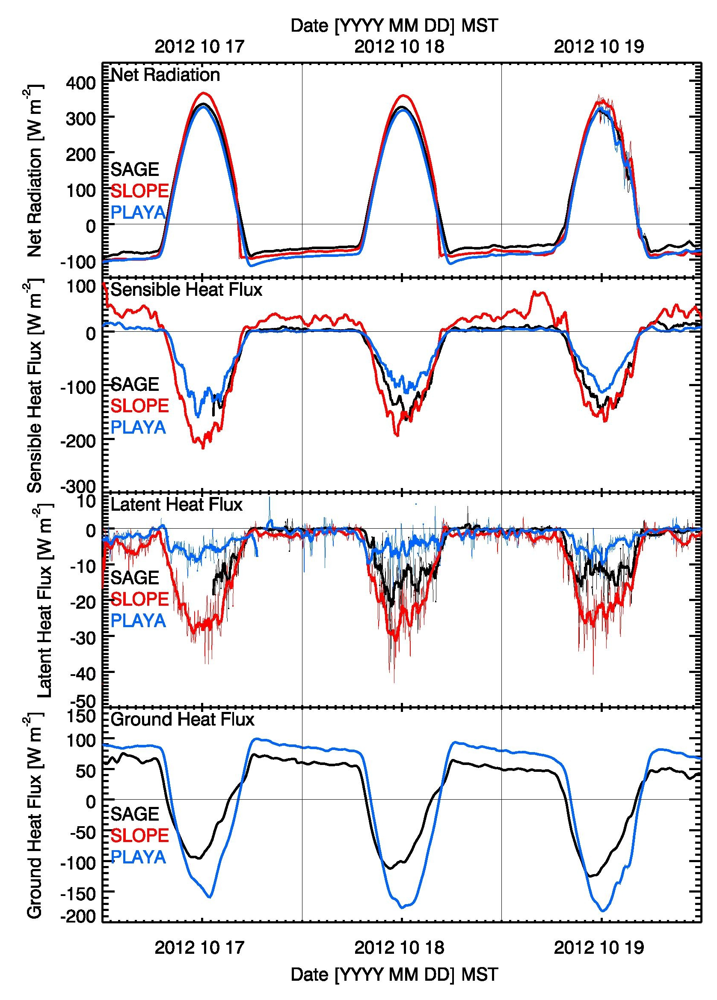 Date [YYYY MM DD] MST
2012 10 17 2012 10 18 2012 10 19
Net Radiation
Net Radiation [W m-2]
400
300
200
100
0
-100
SAGE
SLOPE
PLAYA
Sensible Heat Flux
Sensible Heat Flux [W m-2]
100
0
-100
-200
-300
SAGE
SLOPE
PLAYA
Latent Heat Flux
Latent Heat Flux [W m-2]
10
0
-10
-20
-30
-40
-50
SAGE
SLOPE
PLAYA
Ground Heat Flux
Ground Heat Flux [W m-2]
150
100
50
0
-50
-100
-150
-200
SAGE
SLOPE
PLAYA
2012 10 17 2012 10 18 2012 10 19
Date [YYYY MM DD] MST